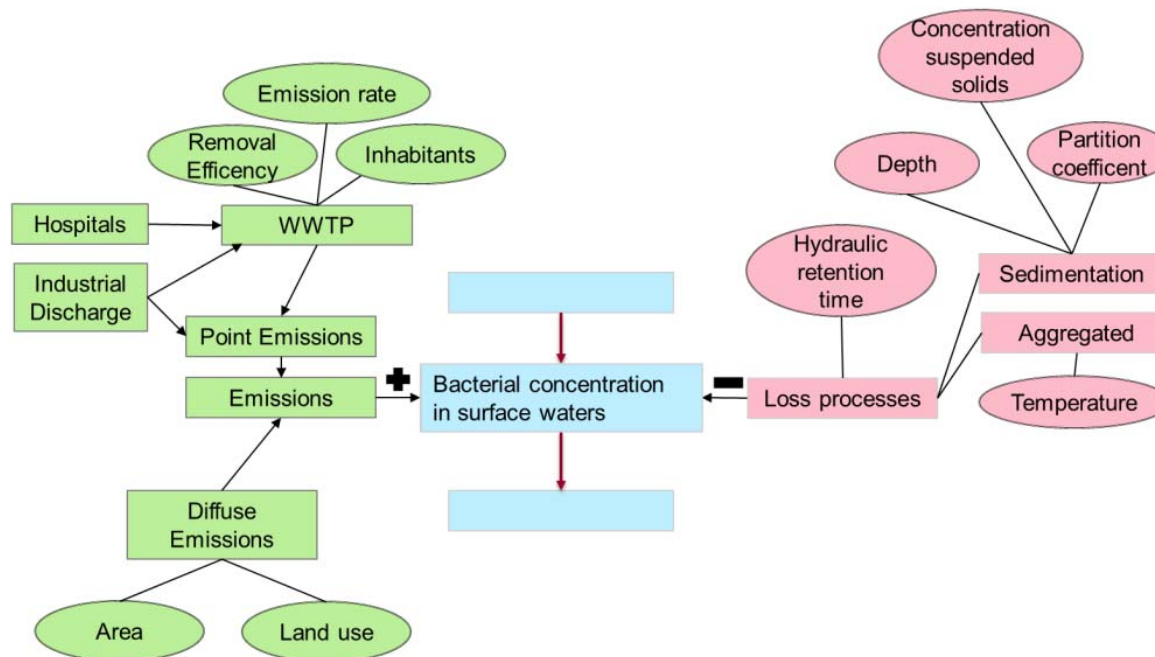 Concentration
suspended
solids
Emission rate
Removal
Efficency
Inhabitants
Depth
Partition
coefficent
Hospitals
WWTP
Hydraulic
retention
time
Sedimentation
Industrial
Discharge
Point Emissions
Aggregated
Emissions
+
Bacterial concentration
in surface waters
-
Loss processes
Temperature
Diffuse
Emissions
Area
Land use